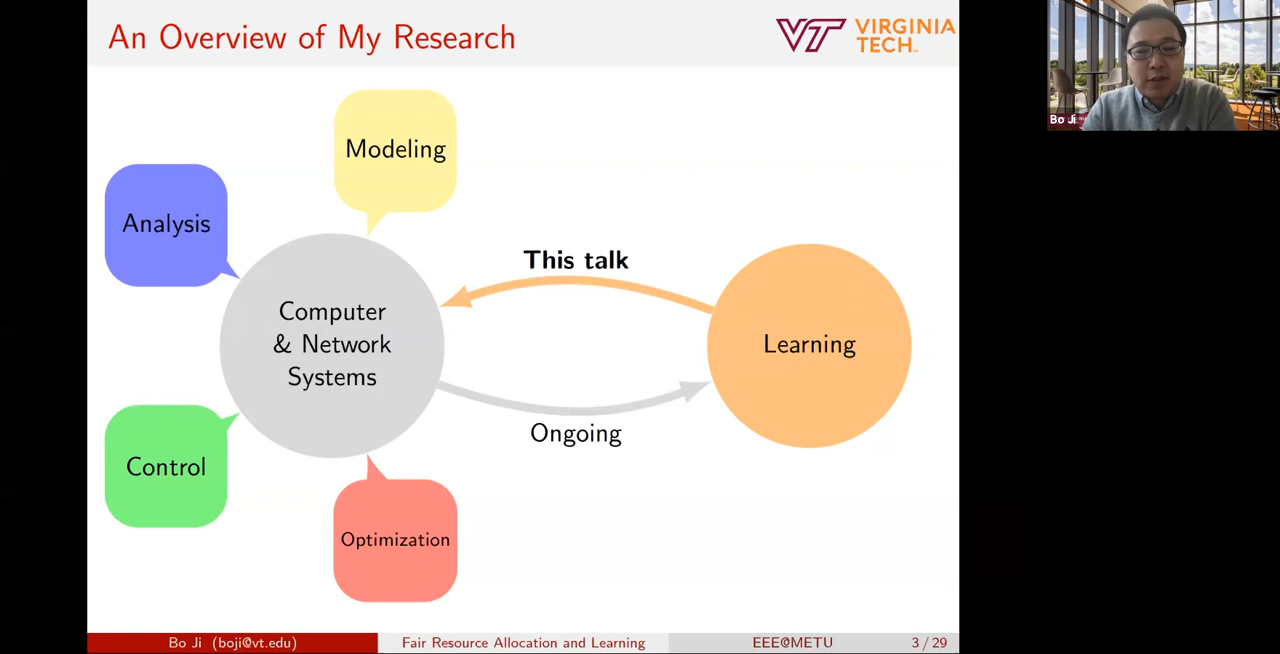 An Overview of My Research
VIRGINIA
TECH
Bo Ji
Modeling
Analysis
This talk
Computer
& Network
Systems
Learning
Ongoing
Control
Optimization
Bo Ji (boji@vt.edu)
Fair Resource Allocation and Learning
EEE@METU
3 / 29